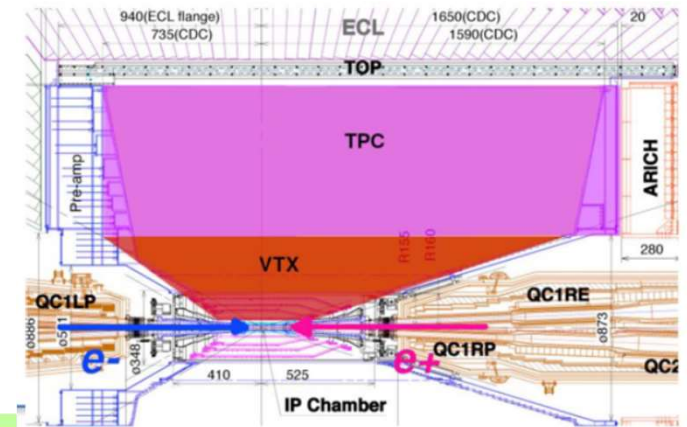 940(ECL flange)
1650(CDC)
20
735(CDC)
ECL
1590(CDC)
TOP
TPC
Pre-amp
ARICH
VTX
R155
R160
280
QC1LP
QC1RE
ø886
ø348
ø873
e-
e+
QC1RP
QC2
410
525
IP Chamber